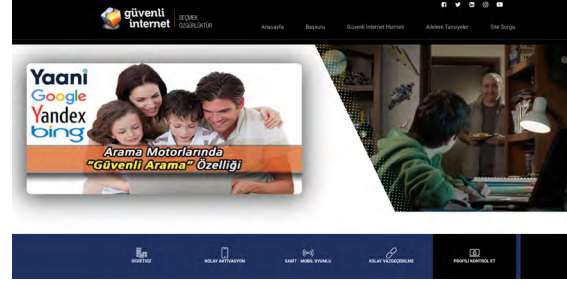 güvenli
internet
SEÇMEK
ÖZGÜRLÜKTÜR
Anasayfa Başvuru Güvenli İnternet Hizmeti Ailelere Tavsiyeler Site Sorgu
Yaani
Google
Yandex
bing
Arama Motorlarında
"Güvenli Arama" Özelliği
ÜCRETSİZ KOLAY AKTİVASYON SABİT - MOBİL UYUMLU KOLAY VAZGEÇEBİLME PROFİLİ KONTROL ET